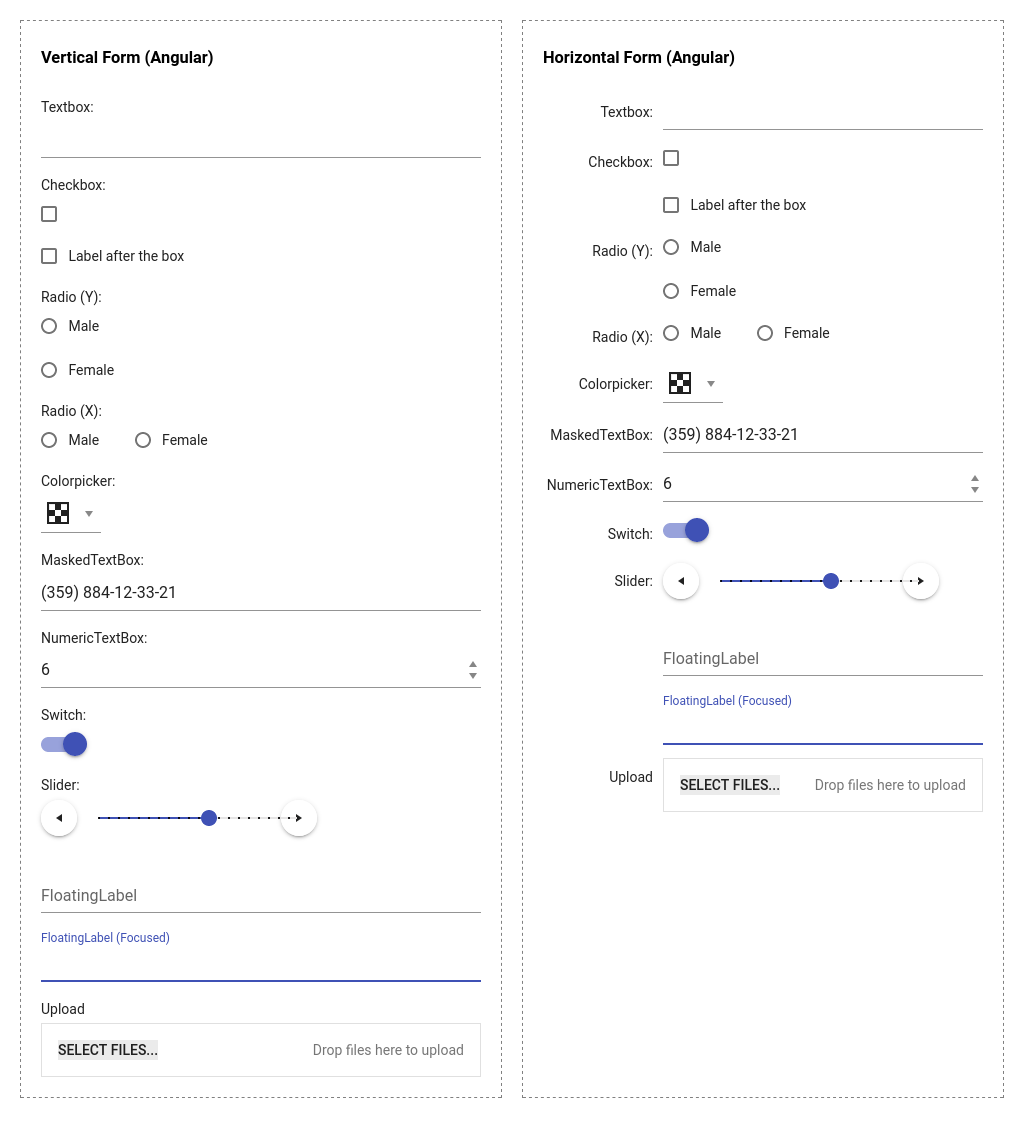 Vertical Form (Angular)
Textbox:
Checkbox:
Label after the box
Radio (Y):
Male
Female
Radio (X):
Male Female
Colorpicker:
MaskedTextBox:
(359) 884-12-33-21
NumericTextBox:
6
Switch:
Slider:
FloatingLabel
FloatingLabel (Focused)
Upload
SELECT FILES... Drop files here to upload
Horizontal Form (Angular)
Textbox:
Checkbox:
Label after the box
Radio (Y): Male
Female
Radio (X): Male Female
Colorpicker:
MaskedTextBox: (359) 884-12-33-21
NumericTextBox: 6
Switch:
Slider:
FloatingLabel
FloatingLabel (Focused)
Upload SELECT FILES... Drop files here to upload